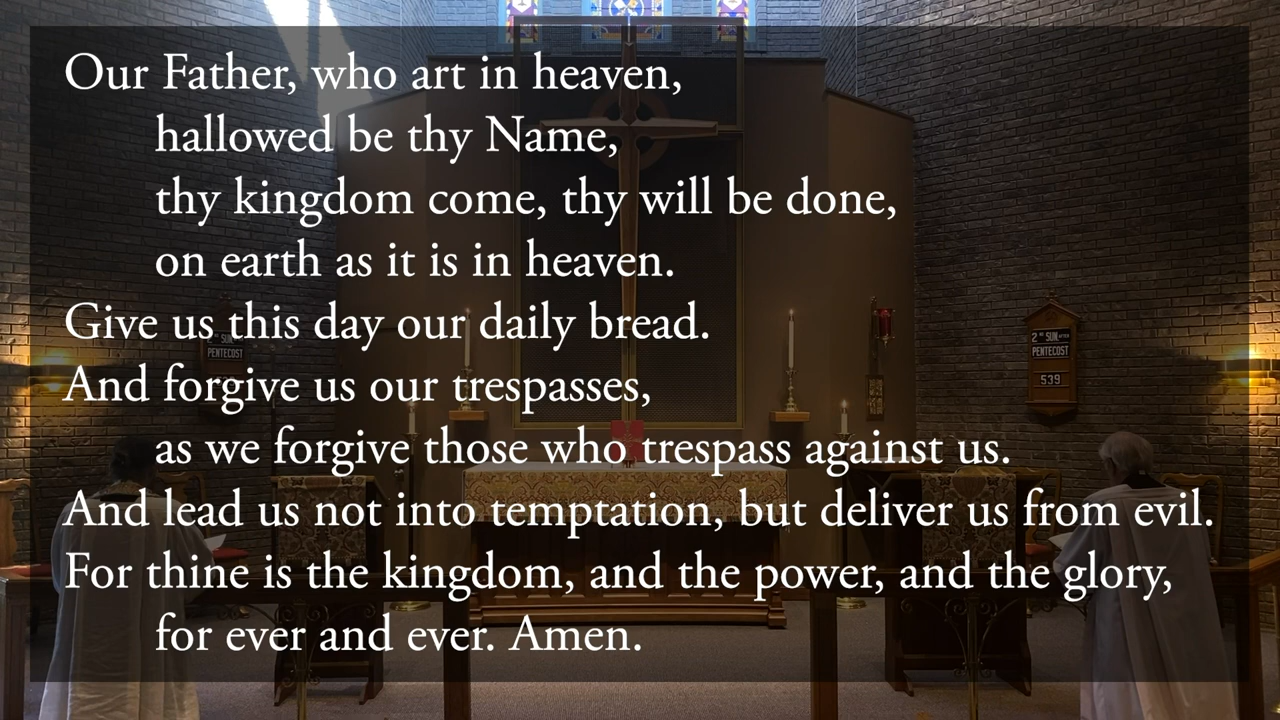 Our Father, who art in heaven,
hallowed be thy Name,
thy kingdom come, thy will be done,
on earth as it is in heaven.
Give us this day our daily bread.
And forgive us our trespasses,
as we forgive those who trespass against us.
And lead us not into temptation, but deliver us from evil.
For thine is the kingdom, and the power, and the glory,
for ever and ever. Amen.
PENTECOST
2ND SUN AFTER
PENTECOST
539